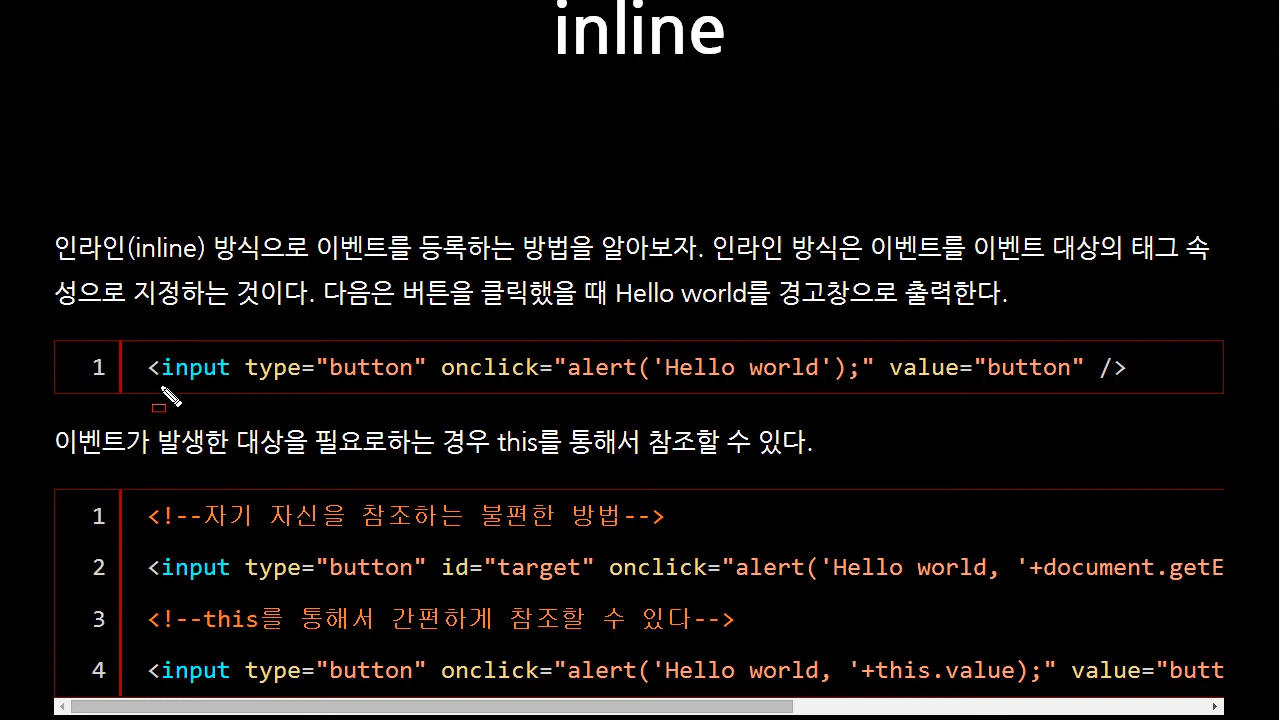 inline
인라인(inline) 방식으로 이벤트를 등록하는 방법을 알아보자. 인라인 방식은 이벤트를 이벤트 대상의 태그 속
성으로 지정하는 것이다. 다음은 버튼을 클릭했을 때 Hello world를 경고창으로 출력한다.
1 <input type="button" onclick="alert('Hello world');" value="button" />
이벤트가 발생한 대상을 필요로하는 경우 this를 통해서 참조할 수 있다.
1 <!--자기 자신을 참조하는 불편한 방법-->
2 <input type="button" id="target" onclick="alert('Hello world, '+document.getE
3 <!--this를 통해서 간편하게 참조할 수 있다-->
4 <input type="button" onclick="alert('Hello world, '+this.value);" value="butt